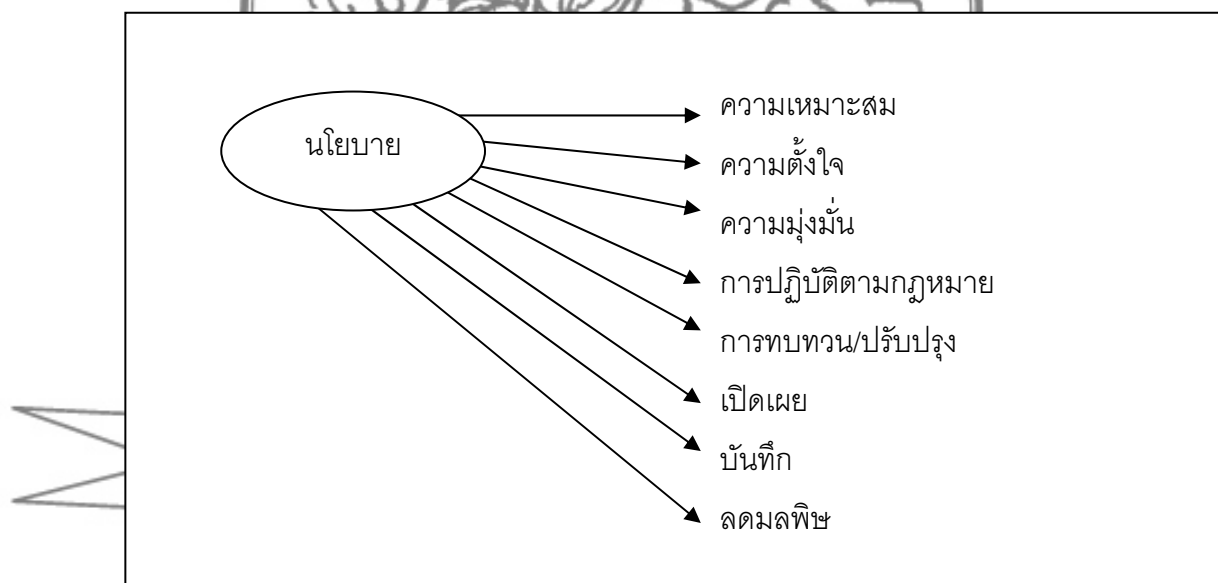 นโยบาย
ความเหมาะสม
ความตั้งใจ
ความมุ่งมั่น
การปฏิบัติตามกฎหมาย
การทบทวน/ปรับปรุง
เปิดเผย
บันทึก
ลดมลพิษ